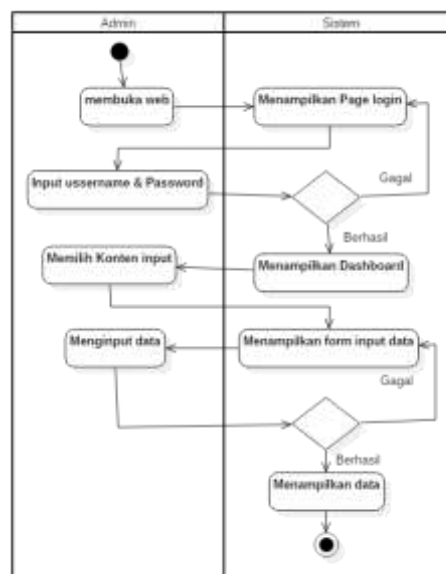 Admin
Sistem
membuka web
Menampilkan Page login
Input ussername & Password
Gagal
Berhasil
Memilih Konten input
Menampilkan Dashboard
Menginput data
Menampilkan form input data
Gagal
Berhasil
Menampilkan data